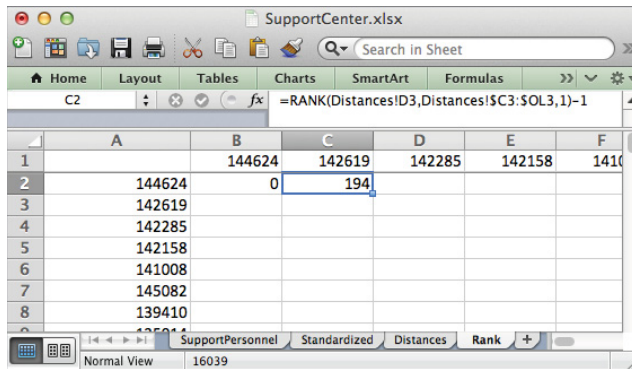 SupportCenter.xlsx
Search in Sheet
Home Layout Tables Charts SmartArt Formulas
C2 fx =RANK(Distances!D3,Distances!$C3:$OL3,1)-1
A B C D E F
1 144624 142619 142285 142158 1410
2 144624 0 194
3 142619
4 142285
5 142158
6 141008
7 145082
8 139410
SupportPersonnel Standardized Distances Rank +
Normal View 16039